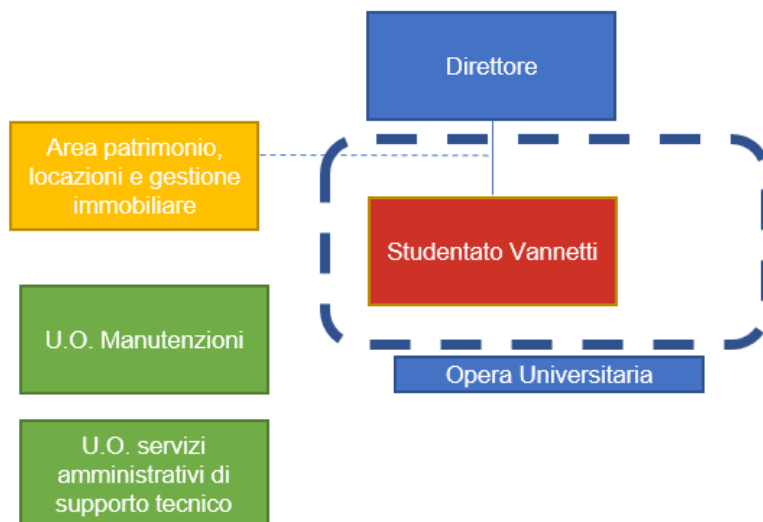 Direttore
Area patrimonio,
locazioni e gestione
immobiliare
Studentato Vannetti
U.O. Manutenzioni
Opera Universitaria
U.O. servizi
amministrativi di
supporto tecnico